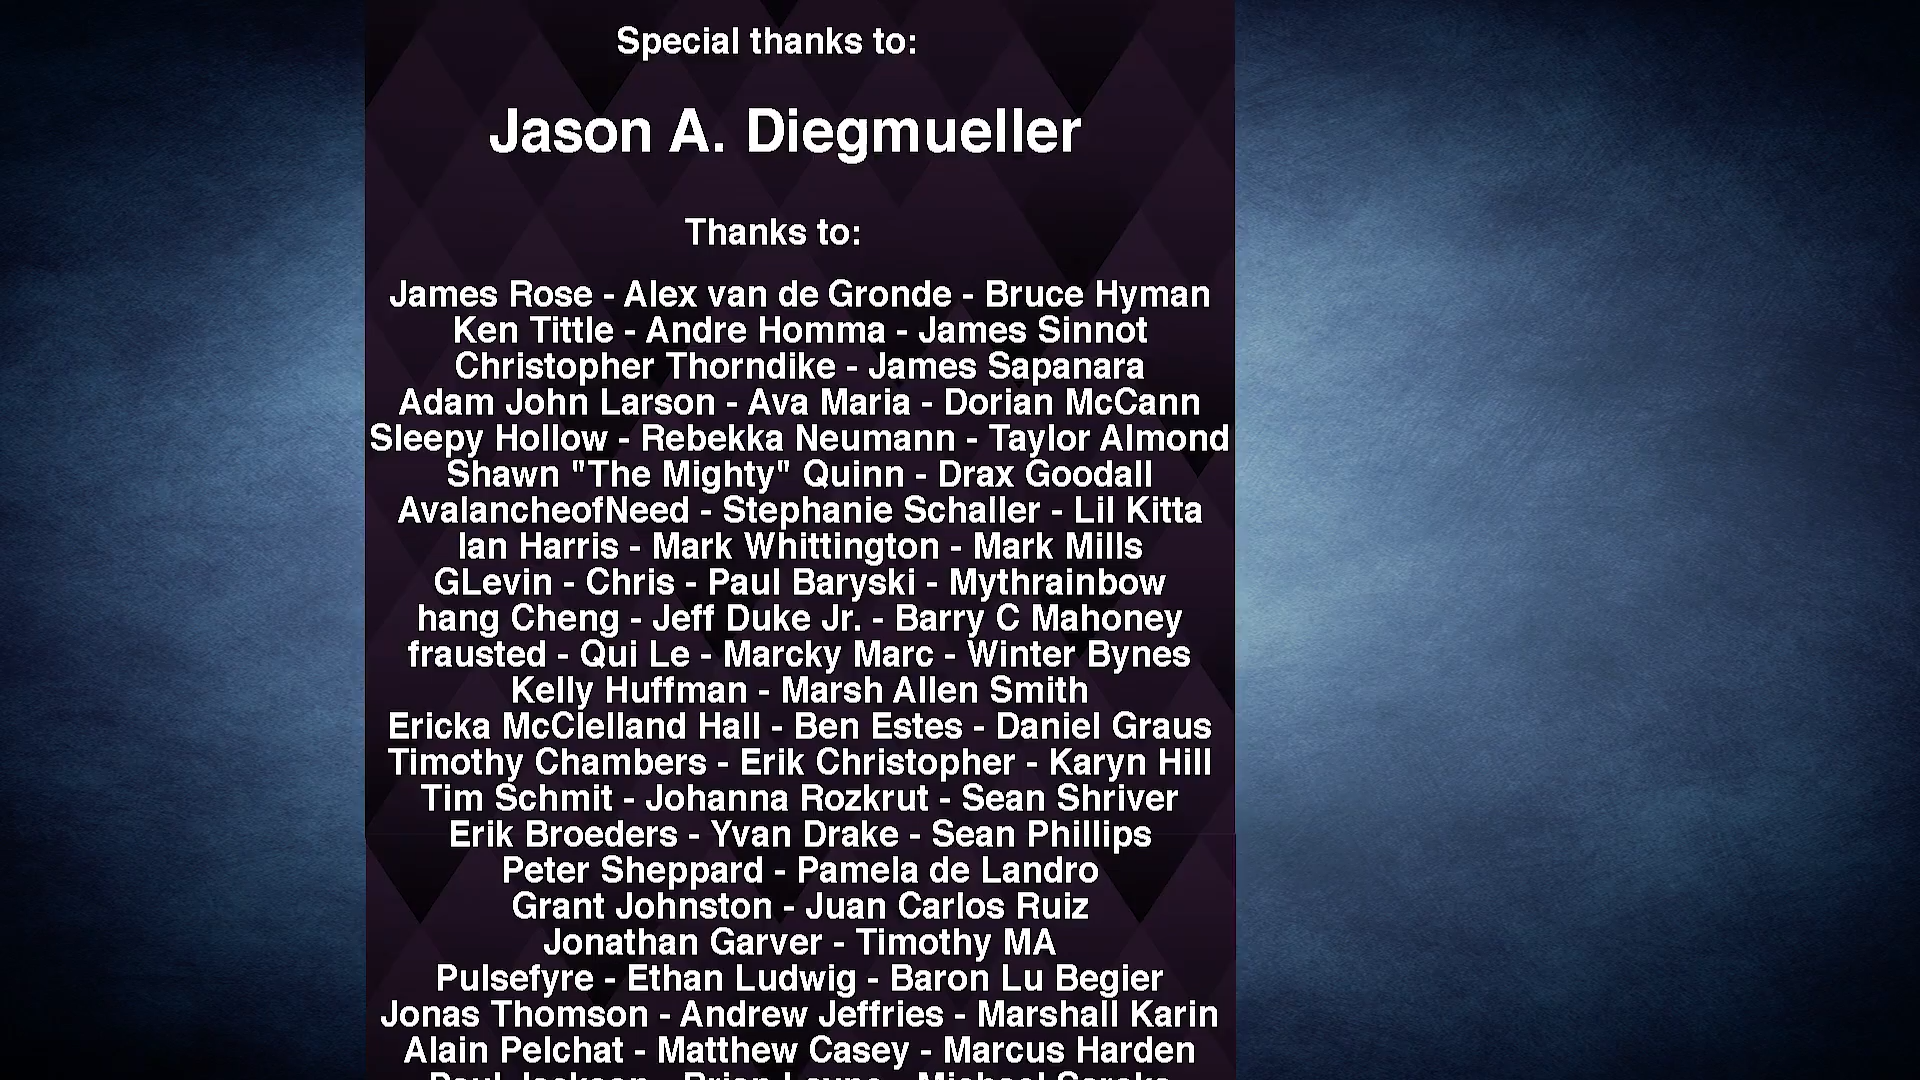 Special thanks to:
Jason A. Diegmueller
Thanks to:
James Rose - Alex van de Gronde - Bruce Hyman
Ken Tittle - Andre Homma - James Sinnot
Christopher Thorndike - James Sapanara
Adam John Larson - Ava Maria - Dorian McCann
Sleepy Hollow - Rebekka Neumann - Taylor Almond
Shawn "The Mighty" Quinn - Drax Goodall
AvalancheofNeed - Stephanie Schaller - Lil Kitta
Ian Harris - Mark Whittington - Mark Mills
GLevin - Chris - Paul Baryski - Mythrainbow
hang Cheng - Jeff Duke Jr. - Barry C Mahoney
frausted - Qui Le - Marcky Marc - Winter Bynes
Kelly Huffman - Marsh Allen Smith
Ericka McClelland Hall - Ben Estes - Daniel Graus
Timothy Chambers - Erik Christopher - Karyn Hill
Tim Schmit - Johanna Rozkrut - Sean Shriver
Erik Broeders - Yvan Drake - Sean Phillips
Peter Sheppard - Pamela de Landro
Grant Johnston - Juan Carlos Ruiz
Jonathan Garver - Timothy MA
Pulsefyre - Ethan Ludwig - Baron Lu Begier
Jonas Thomson - Andrew Jeffries - Marshall Karin
Alain Pelchat - Matthew Casey - Marcus Harden